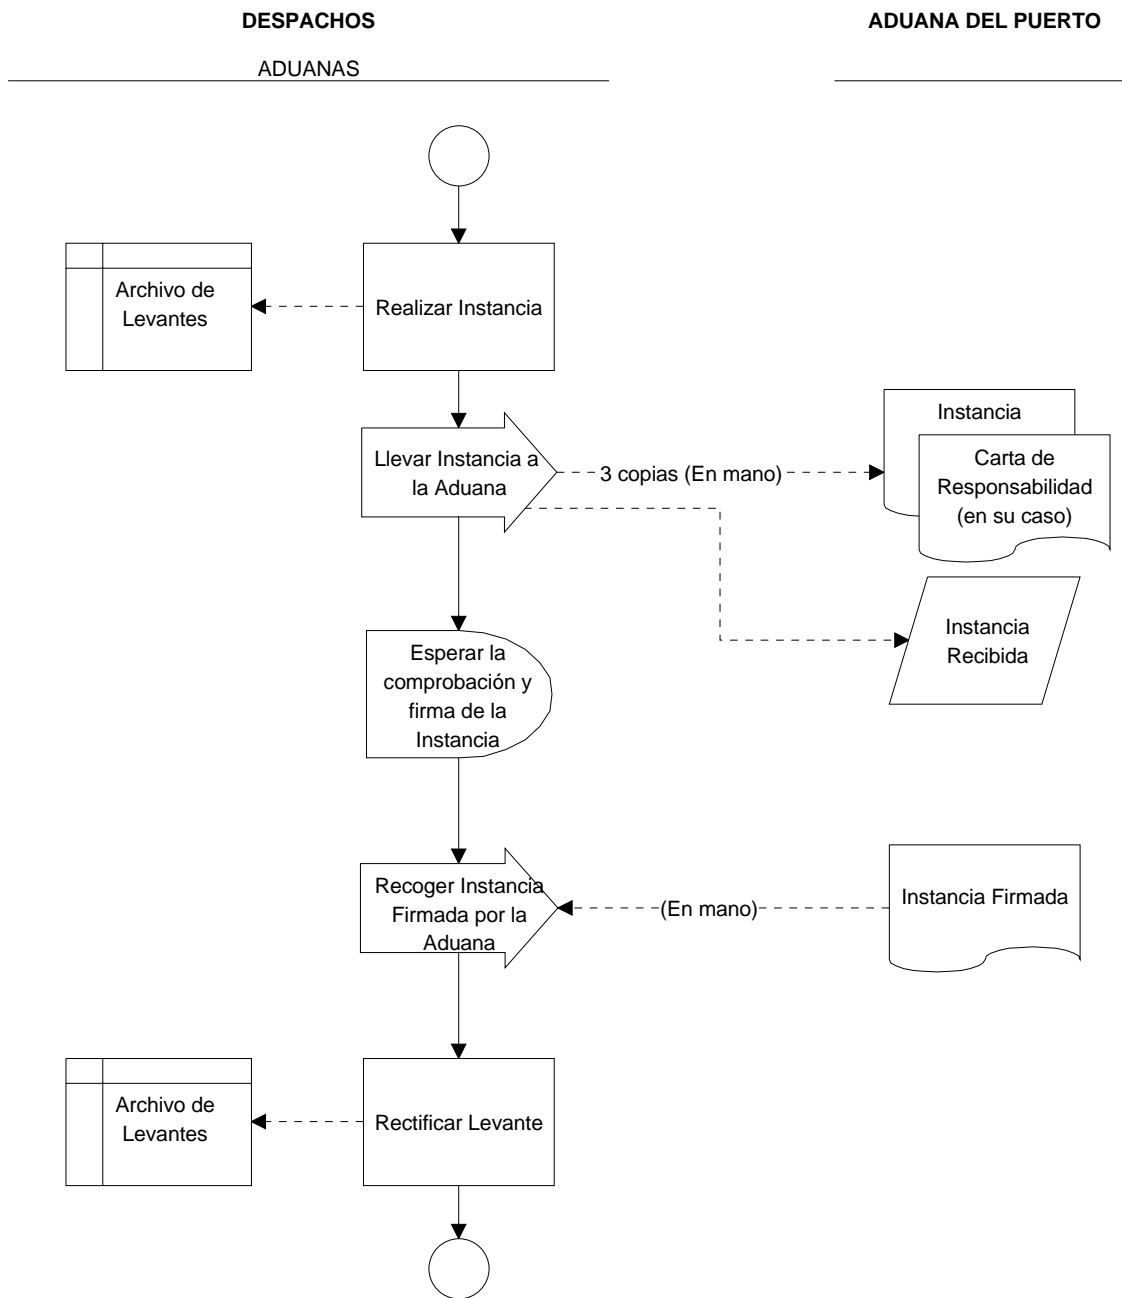 DESPACHOS
ADUANA DEL PUERTO
ADUANAS
Archivo de
Levantes
Realizar Instancia
Llevar Instancia a
la Aduana
3 copias (En mano)
Instancia
Carta de
Responsabilidad
(en su caso)
Instancia
Recibida
Esperar la
comprobación y
firma de la
Instancia
Recoger Instancia
Firmada por la
Aduana
(En mano)
Instancia Firmada
Archivo de
Levantes
Rectificar Levante